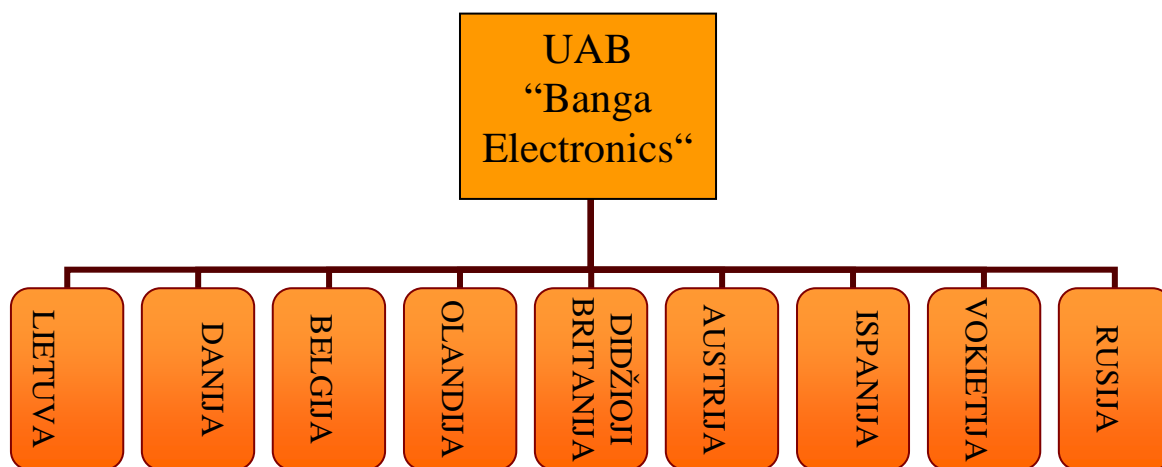 UAB
“Banga
Electronics“
LIETUVA
DANIJA
BELGIJA
OLANDIJA
DIDŽIOJI
BRITANIJA
AUSTRIJA
ISPANIJA
VOKIETIJA
RUSIJA